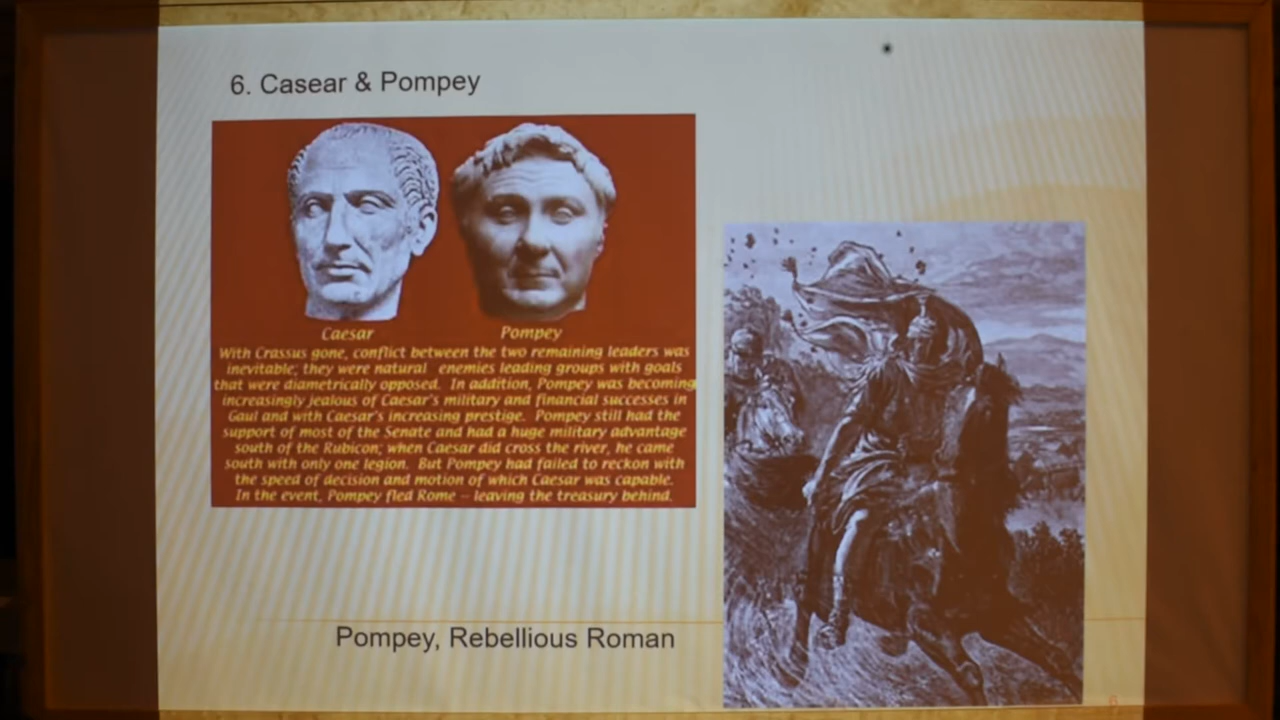 6. Casear & Pompey
Caesar
Pompey
With Crassus gone, conflict between the two remaining leaders was
inevitable; they were natural enemies leading groups with goals
that were diametrically opposed. In addition, Pompey was becoming
increasingly jealous of Caesar's military and financial successes in
Gaul and with Caesar's increasing prestige. Pompey still had the
support of most of the Senate and had a huge military advantage
south of the Rubicon; when Caesar did cross the river, he came
south with only one legion. But Pompey had failed to reckon with
the speed of decision and motion of which Caesar was capable.
In the event, Pompey fled Rome – leaving the treasury behind.
Pompey, Rebellious Roman
6